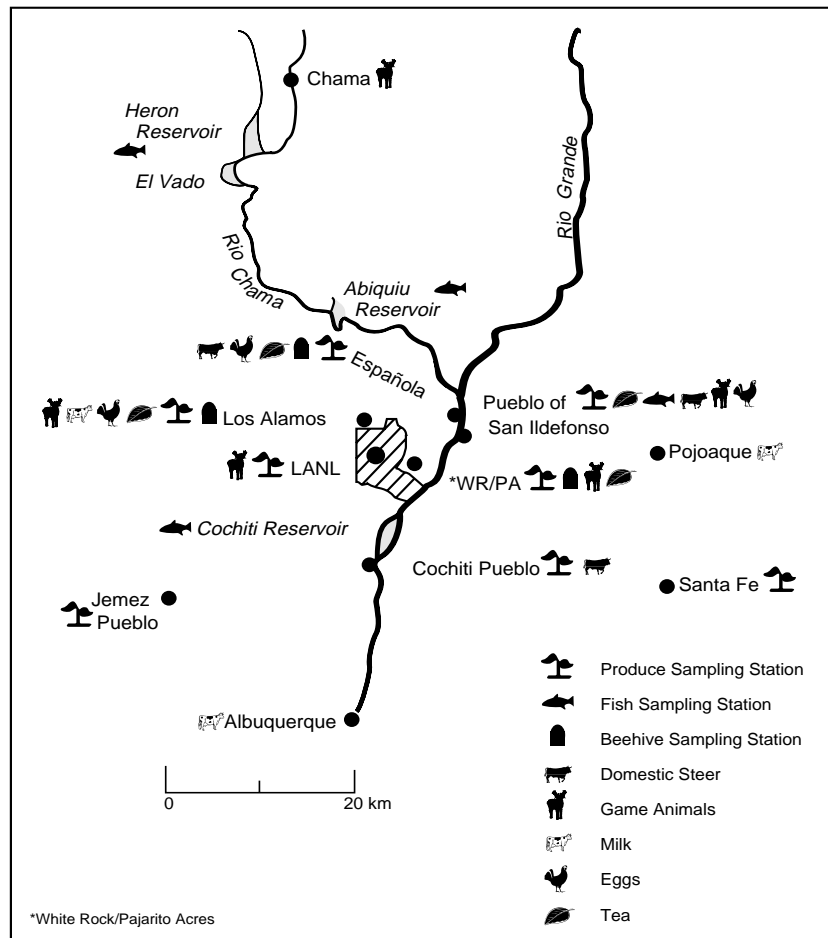 Chama
Heron
Reservoir
El Vado
Rio Grande
Rio Chama
Abiquiu
Reservoir
Española
Pueblo of
San Ildefonso
Los Alamos
Pojoaque
LANL
*WR/PA
Cochiti Reservoir
Cochiti Pueblo
Santa Fe
Jemez
Pueblo
Albuquerque
0
20 km
Produce Sampling Station
Fish Sampling Station
Beehive Sampling Station
Domestic Steer
Game Animals
Milk
Eggs
Tea
*White Rock/Pajarito Acres